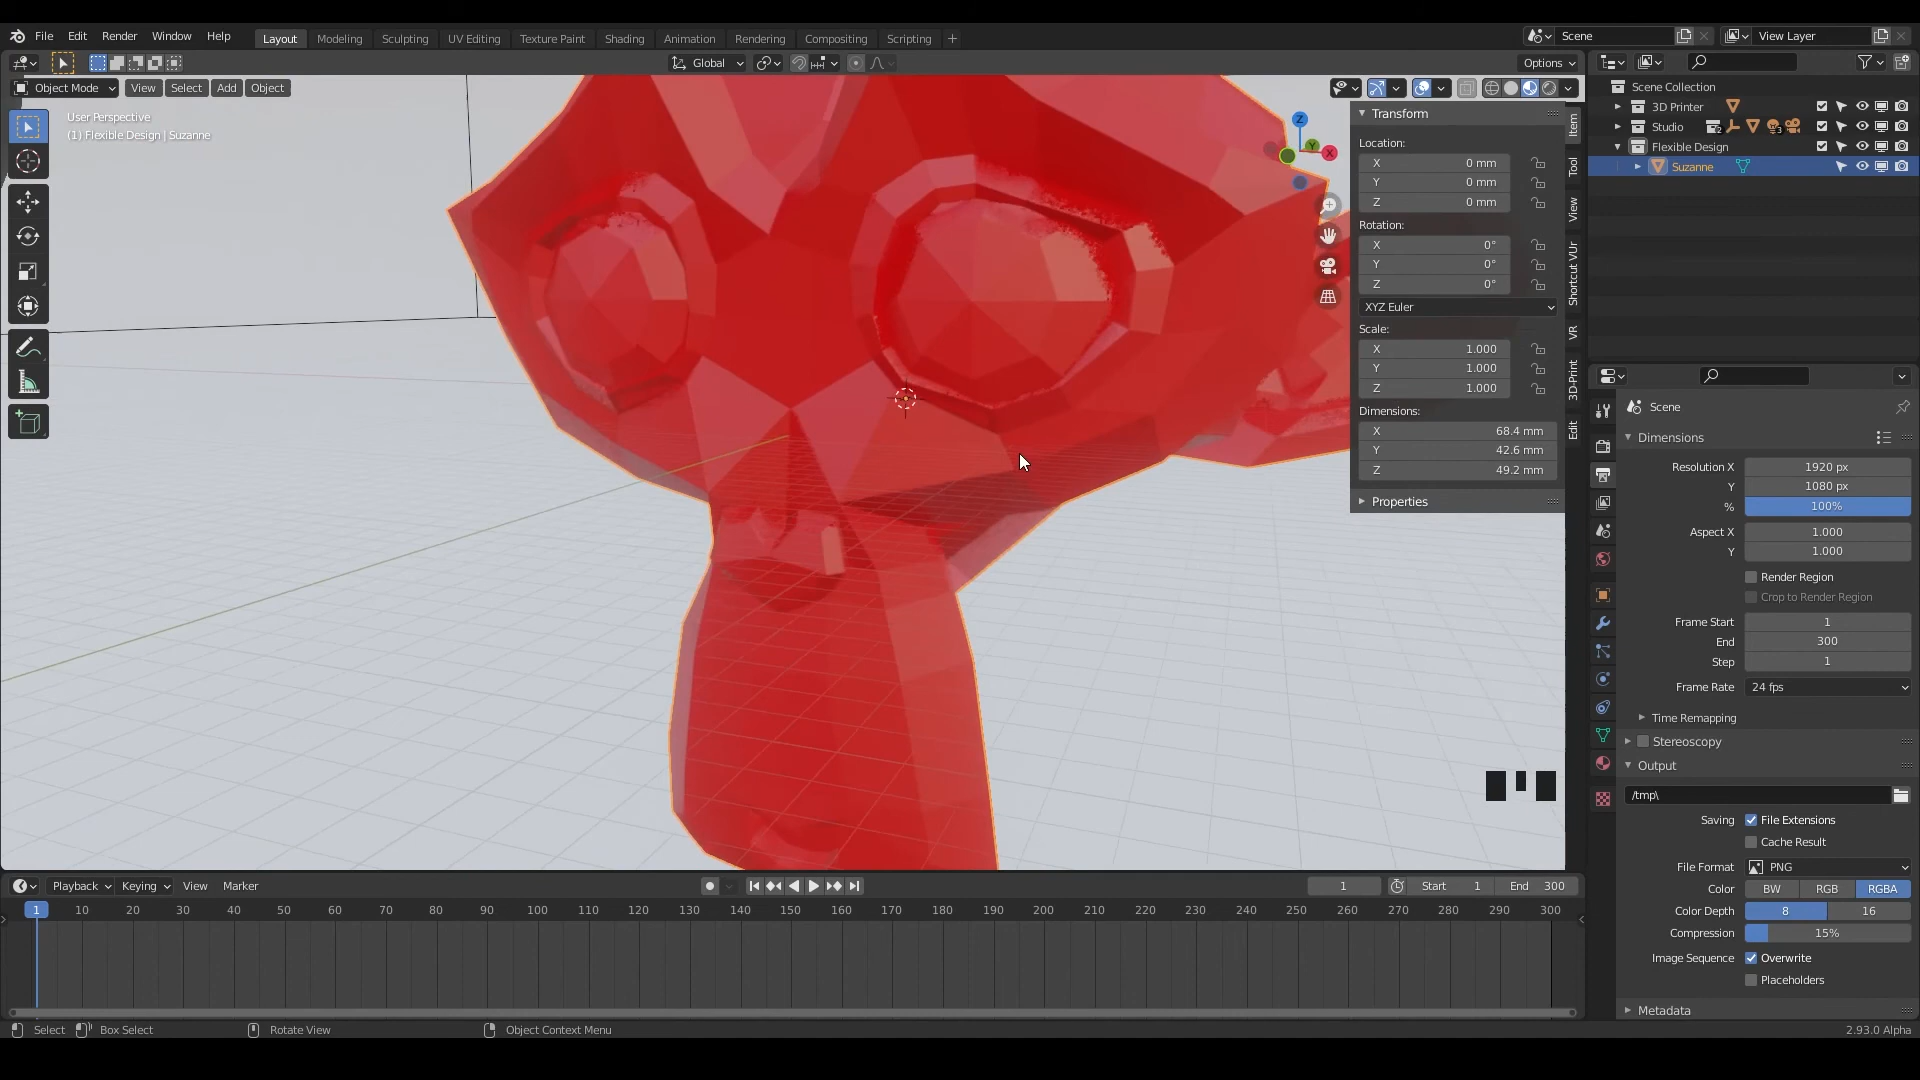 File Edit Render Window Help Layout Modeling Sculpting UV Editing Texture Paint Shading Animation Rendering Compositing Scripting + Scene View Layer
Global Options
Object Mode View Select Add Object
User Perspective
(1) Flexible Design | Suzanne
Z
Y
X
Transform
Location:
X 0 mm
Y 0 mm
Z 0 mm
Rotation:
X 0°
Y 0°
Z 0°
XYZ Euler
Scale:
X 1.000
Y 1.000
Z 1.000
Dimensions:
X 68.4 mm
Y 42.6 mm
Z 49.2 mm
Properties
Item
Tool
View
Shortcut VUr
VR
3D-Print
Edit
Scene Collection
3D Printer
Studio 2 3
Flexible Design
Suzanne
Scene
Dimensions
Resolution X 1920 px
Y 1080 px
% 100%
Aspect X 1.000
Y 1.000
Render Region
Crop to Render Region
Frame Start 1
End 300
Step 1
Frame Rate 24 fps
Time Remapping
Stereoscopy
Output
/tmp\
Saving File Extensions
Cache Result
File Format PNG
Color BW RGB RGBA
Color Depth 8 16
Compression 15%
Image Sequence Overwrite
Placeholders
Metadata
Playback Keying View Marker 1 Start 1 End 300
1 10 20 30 40 50 60 70 80 90 100 110 120 130 140 150 160 170 180 190 200 210 220 230 240 250 260 270 280 290 300
Select Box Select Rotate View Object Context Menu 2.93.0 Alpha